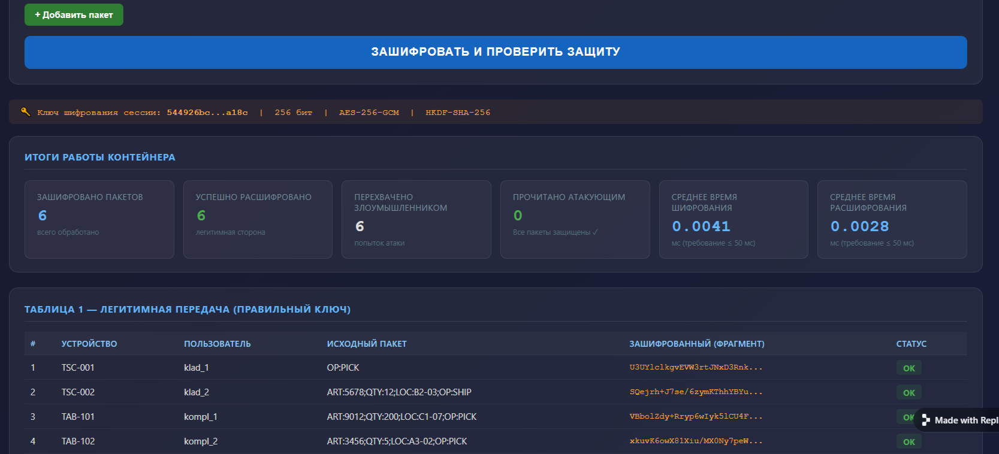 + Добавить пакет
ЗАШИФРОВАТЬ И ПРОВЕРИТЬ ЗАЩИТУ
Ключ шифрования сессии: 544926bc...a18c | 256 бит | AES-256-GCM | HKDF-SHA-256
ИТОГИ РАБОТЫ КОНТЕЙНЕРА
ЗАШИФРОВАНО ПАКЕТОВ
6
всего обработано
УСПЕШНО РАСШИФРОВАНО
6
легитимная сторона
ПЕРЕХВАЧЕНО
ЗЛОУМЫШЛЕННИКОМ
6
попыток атаки
ПРОЧИТАНО АТАКУЮЩИМ
0
Все пакеты защищены ✓
СРЕДНЕЕ ВРЕМЯ
ШИФРОВАНИЯ
0.0041
мс (требование ≤ 50 мс)
СРЕДНЕЕ ВРЕМЯ
РАСШИФРОВАНИЯ
0.0028
мс (требование ≤ 50 мс)
ТАБЛИЦА 1 — ЛЕГИТИМНАЯ ПЕРЕДАЧА (ПРАВИЛЬНЫЙ КЛЮЧ)
# УСТРОЙСТВО ПОЛЬЗОВАТЕЛЬ ИСХОДНЫЙ ПАКЕТ ЗАШИФРОВАННЫЙ (ФРАГМЕНТ) СТАТУС
1 TSC-001 klad_1 OP:PICK U3UYlclkgvEVW3rtJNxD3Rnk... OK
2 TSC-002 klad_2 ART:5678;QTY:12;LOC:B2-03;OP:SHIP SQejrh+J7se/6zymKThhYBYu... OK
3 TAB-101 kompl_1 ART:9012;QTY:200;LOC:C1-07;OP:PICK VBbolZdy+Rryp6wIyk5lCU4F... OK
Made with Repl
4 TAB-102 kompl_2 ART:3456;QTY:5;LOC:A3-02;OP:PICK xkuvK6owX81Xiu/MX0Ny7peW... OK